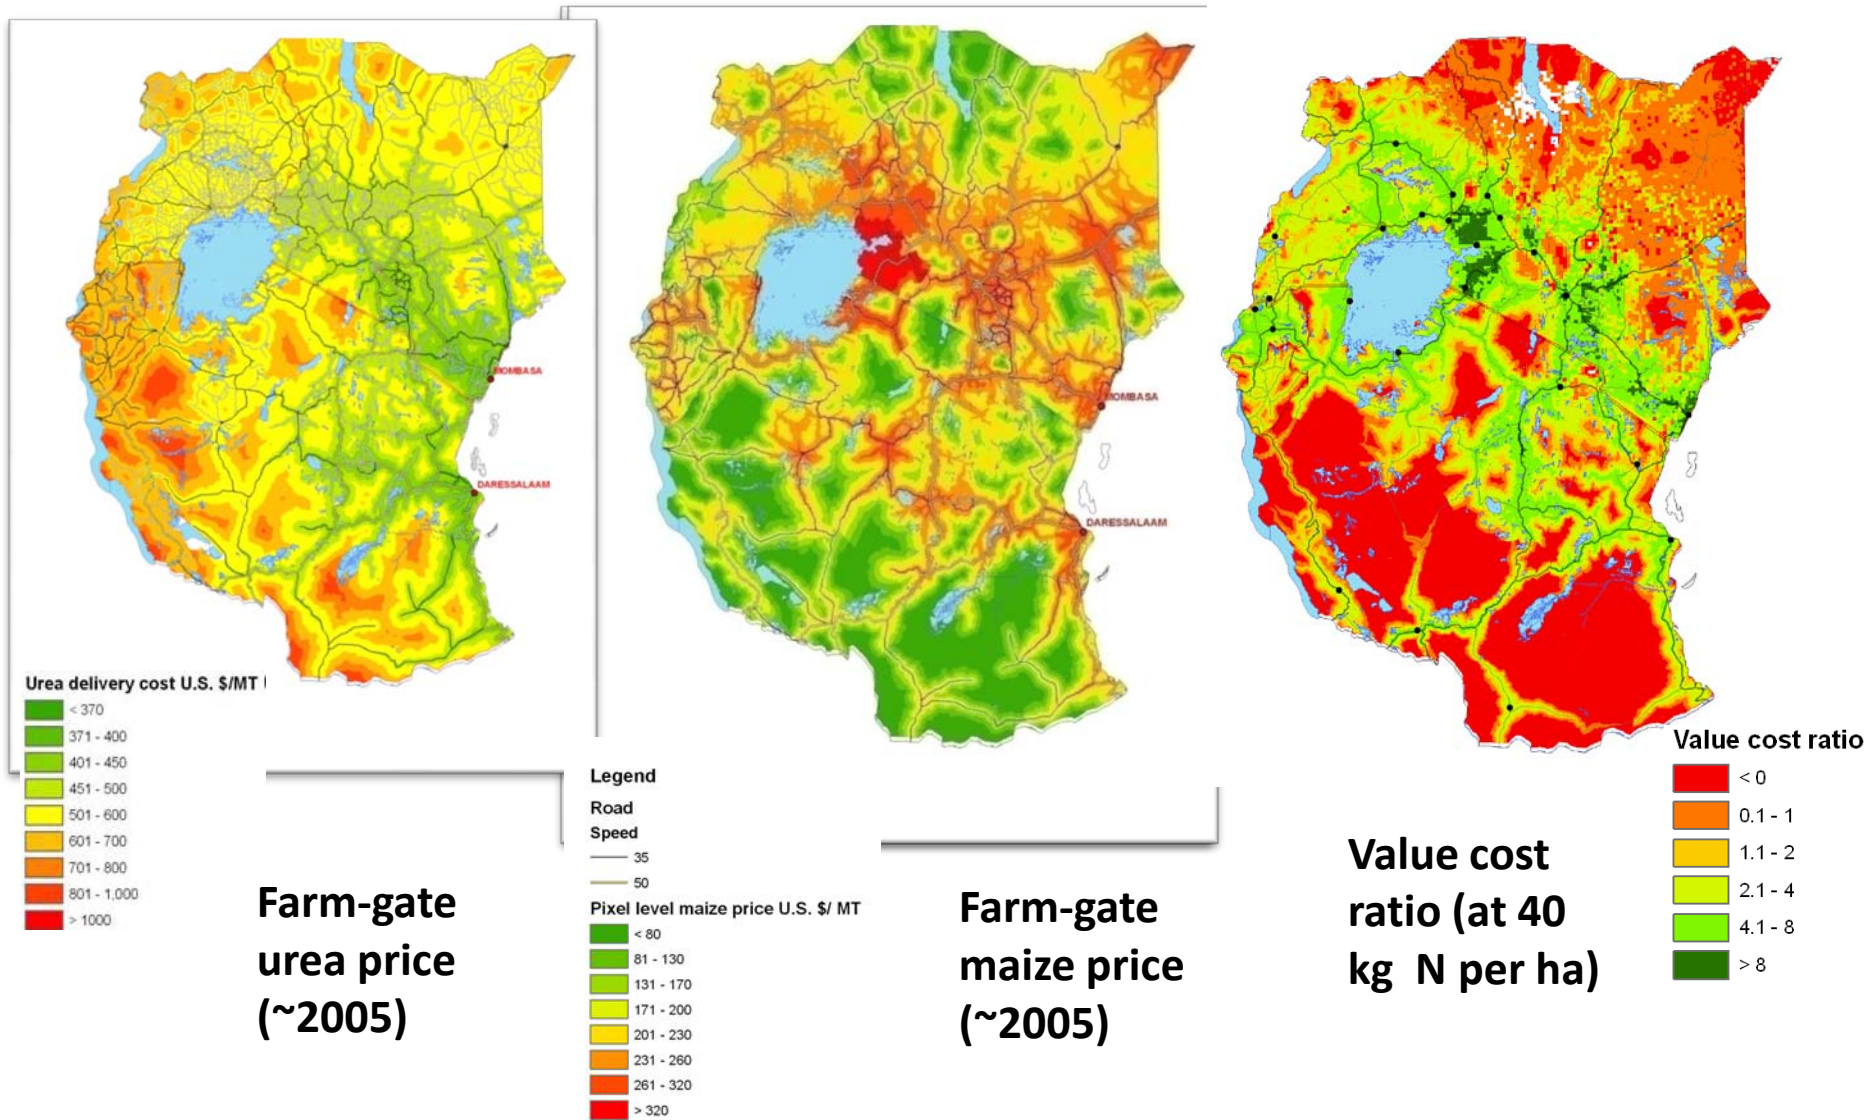 MOMBASA
DARESSALAAM
Urea delivery cost U.S. $/MT
< 370
371 - 400
401 - 450
451 - 500
501 - 600
601 - 700
701 - 800
801 - 1,000
> 1000
Farm-gate
urea price
(~2005)
MOMBASA
DARESSALAAM
Legend
Road
Speed
35
50
Pixel level maize price U.S. $/ MT
< 80
81 - 130
131 - 170
171 - 200
201 - 230
231 - 260
261 - 320
> 320
Farm-gate
maize price
(~2005)
Value cost
ratio (at 40
kg N per ha)
Value cost ratio
< 0
0.1 - 1
1.1 - 2
2.1 - 4
4.1 - 8
> 8